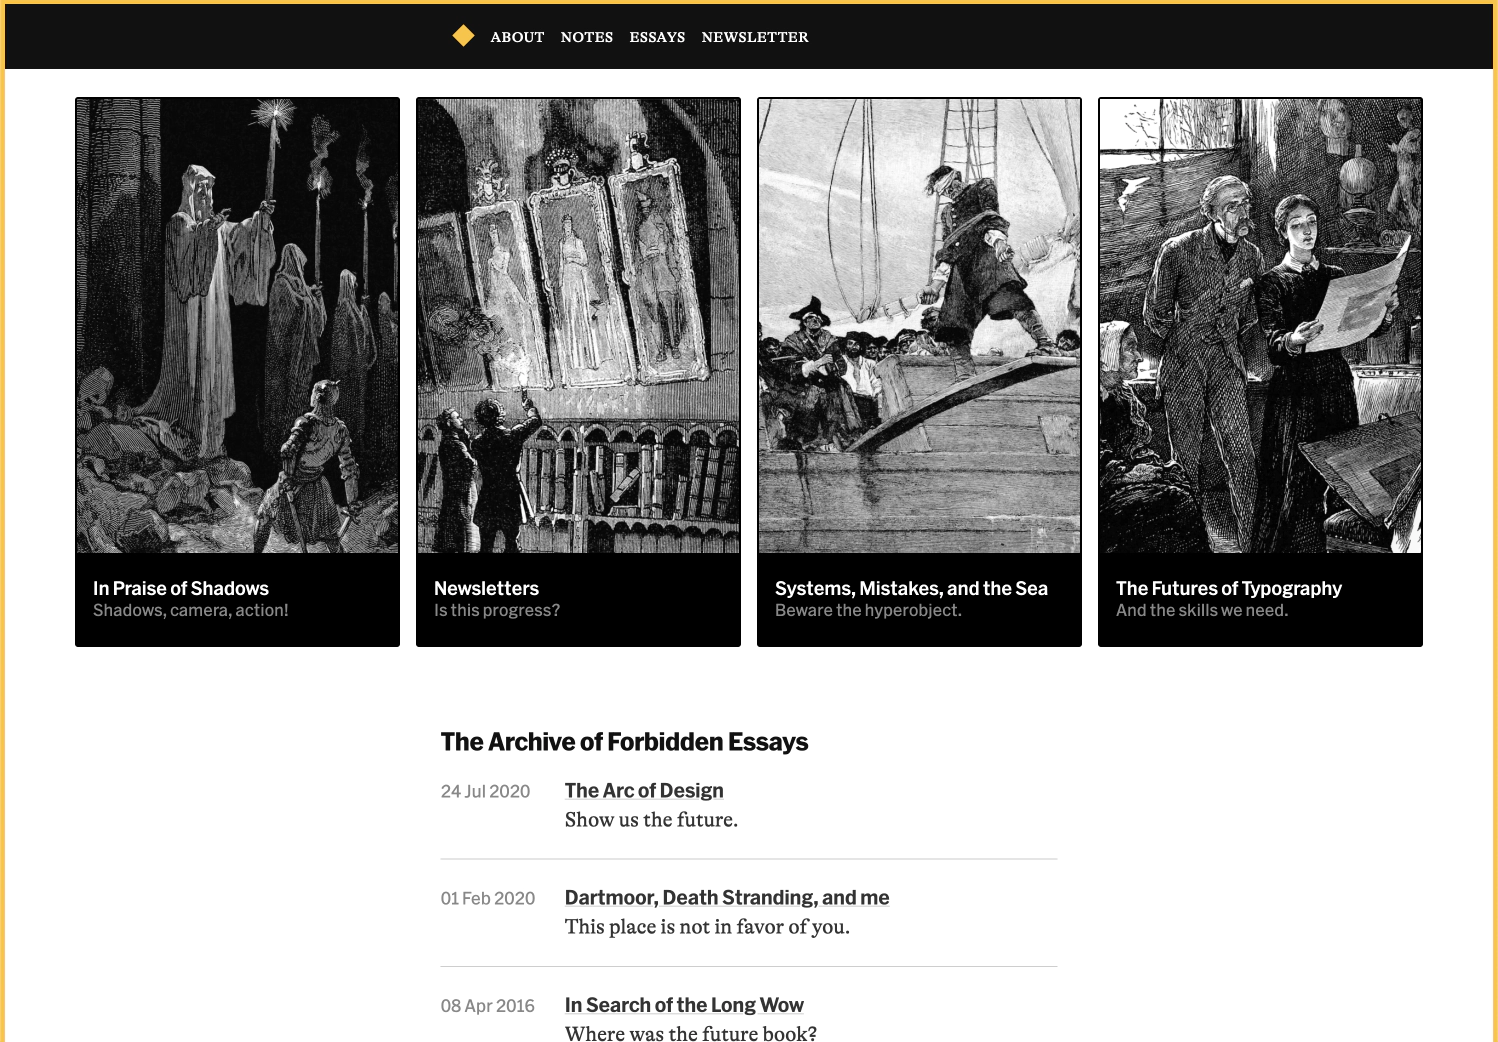 ABOUT NOTES ESSAYS NEWSLETTER
In Praise of Shadows
Shadows, camera, action!
Newsletters
Is this progress?
Systems, Mistakes, and the Sea
Beware the hyperobject.
The Futures of Typography
And the skills we need.
The Archive of Forbidden Essays
24 Jul 2020 The Arc of Design
Show us the future.
01 Feb 2020 Dartmoor, Death Stranding, and me
This place is not in favor of you.
08 Apr 2016 In Search of the Long Wow
Where was the future book?